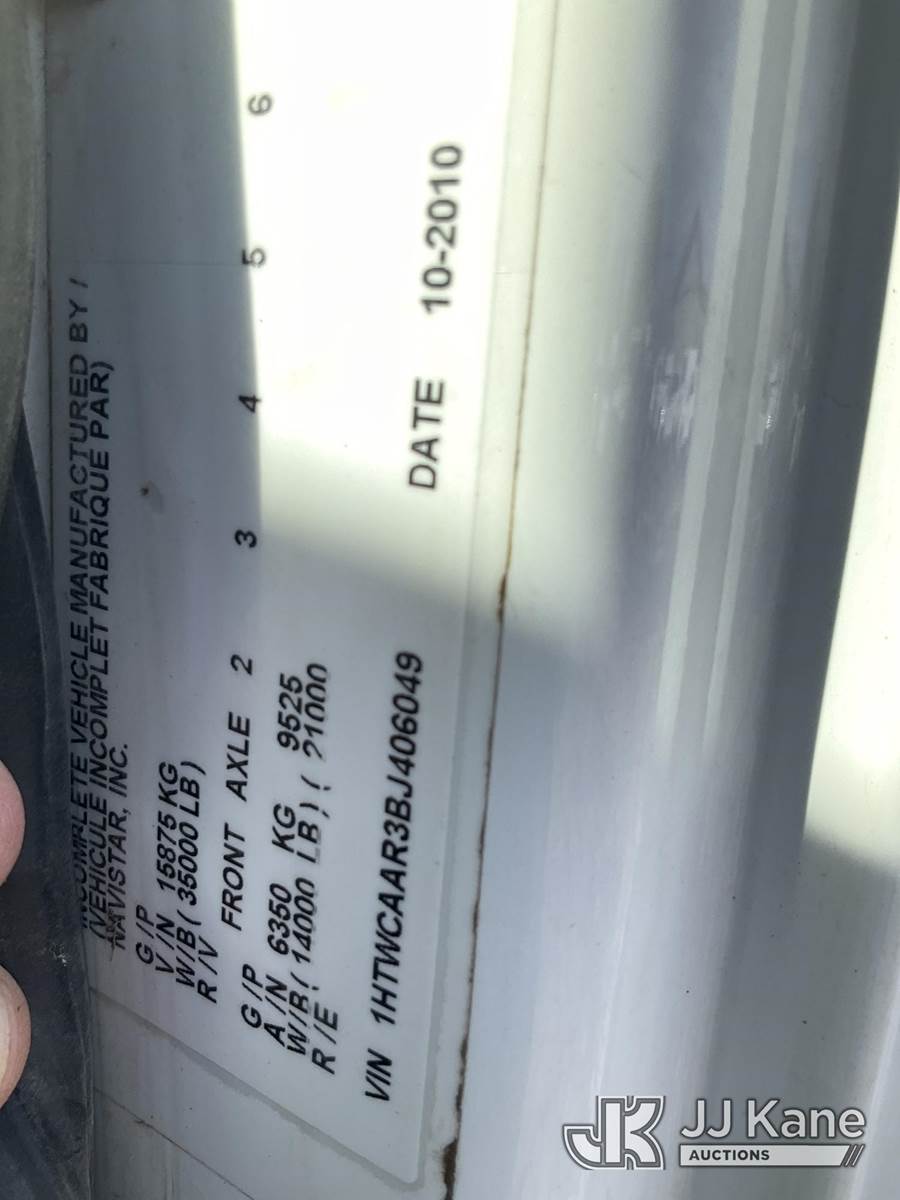 INCOMPLETE VEHICLE MANUFACTURED BY /
(VEHICULE INCOMPLET FABRIQUE PAR)
NAVISTAR, INC.
G/P
V/N 15875 KG
W/B ( 35000 LB )
R/V
FRONT AXLE 2 3 4 5 6
G/P
A/N 6350 KG 9525
W/B ( 14000 LB ) ( 21000
R/E
VIN 1HTWCAAR3BJ406049 DATE 10-2010
JK JJ Kane
AUCTIONS